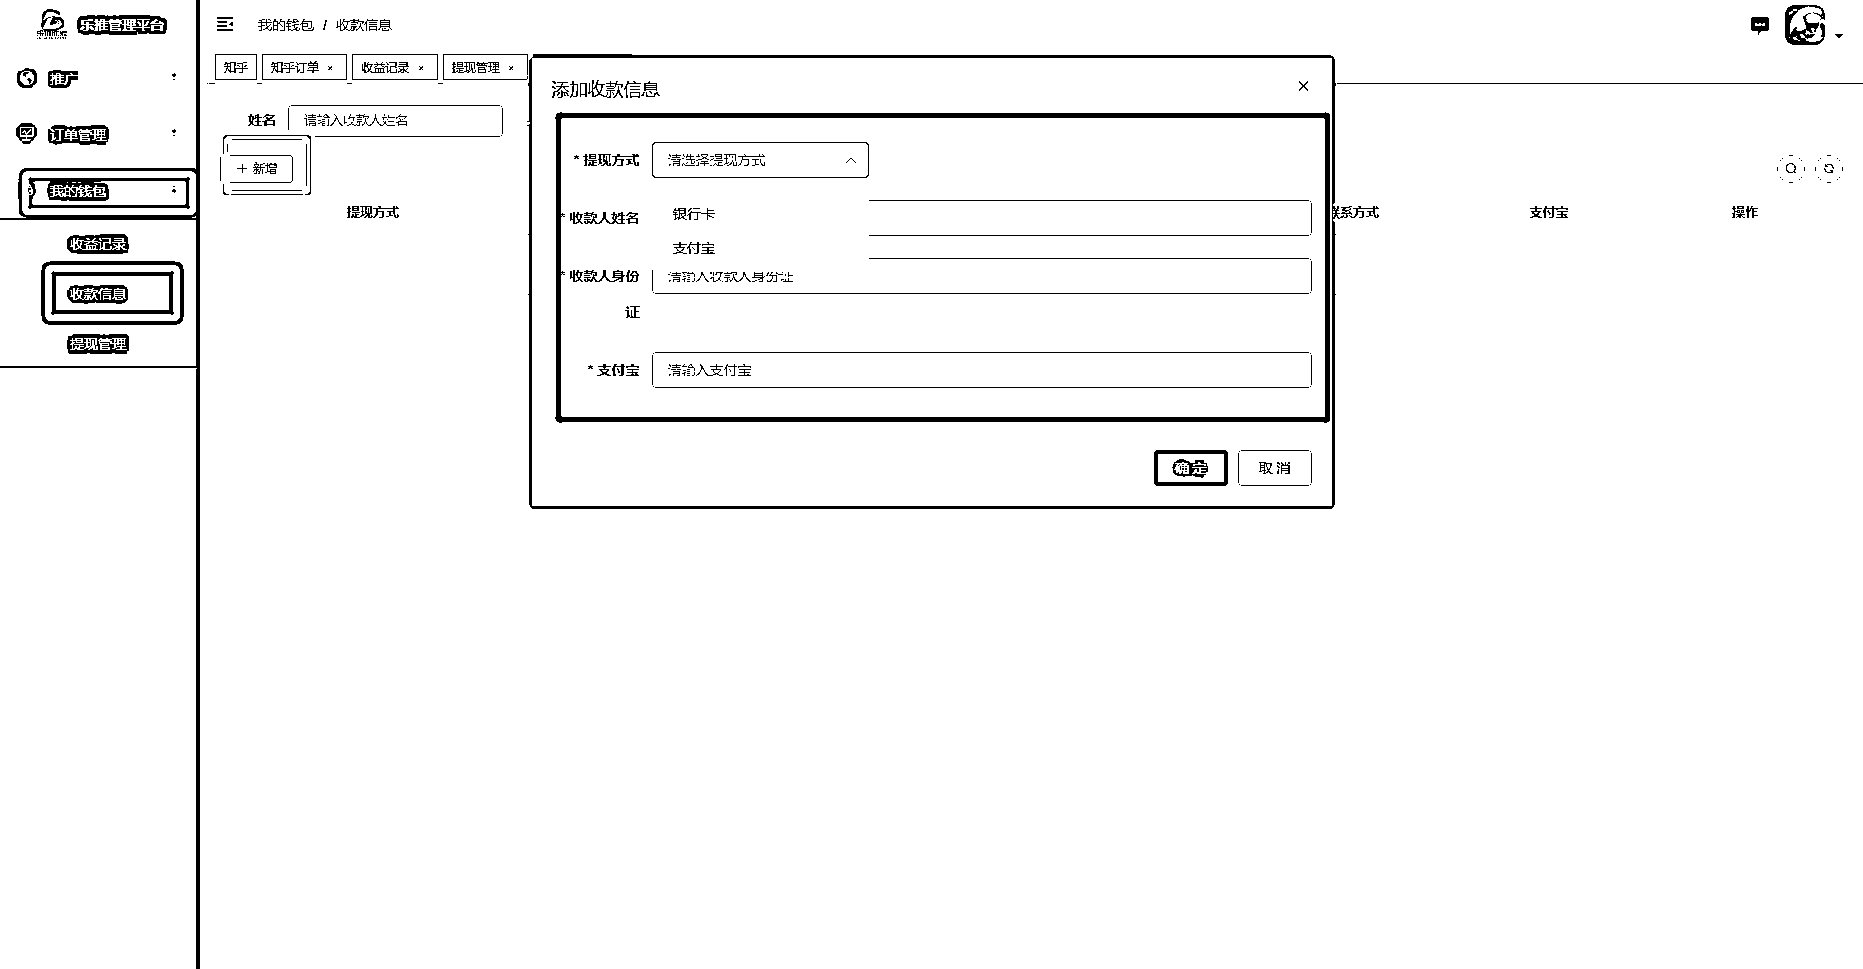 乐推管理平台
推广
订单管理
我的钱包
收益记录
收款信息
提现管理
我的钱包 / 收款信息
知乎
知乎订单 ×
收益记录 ×
提现管理 ×
姓名 请输入收款人姓名
+ 新增
提现方式
联系方式
支付宝
操作
添加收款信息 ×
* 提现方式 请选择提现方式
银行卡
支付宝
* 收款人姓名
* 收款人身份证 请输入收款人身份证
* 支付宝 请输入支付宝
确定
取消